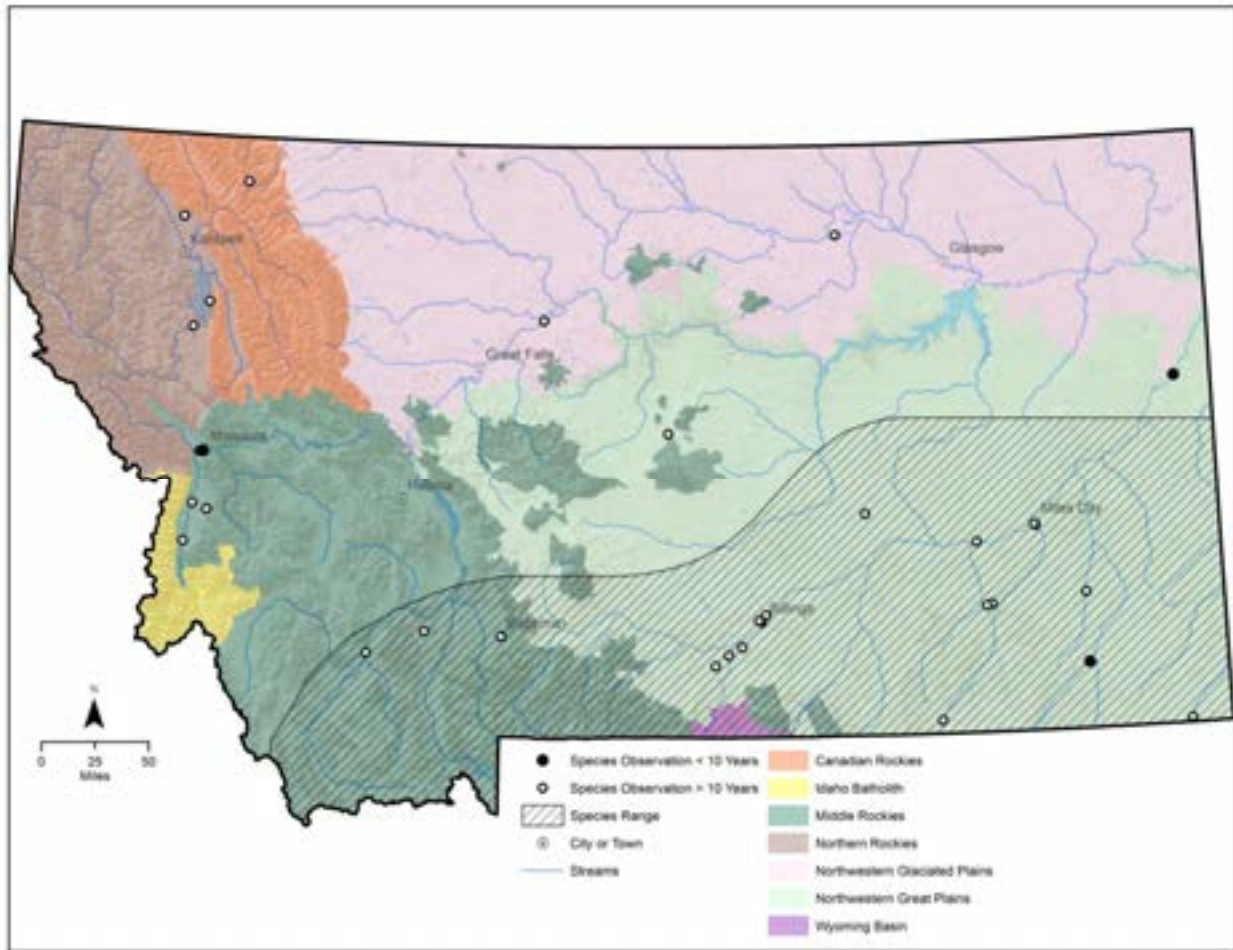 Kalispell
Glasgow
Great Falls
Missoula
Helena
Miles City
Billings
Bozeman
N
0 25 50
Miles
Species Observation < 10 Years
Species Observation > 10 Years
Species Range
City or Town
Streams
Canadian Rockies
Idaho Batholith
Middle Rockies
Northern Rockies
Northwestern Glaciated Plains
Northwestern Great Plains
Wyoming Basin